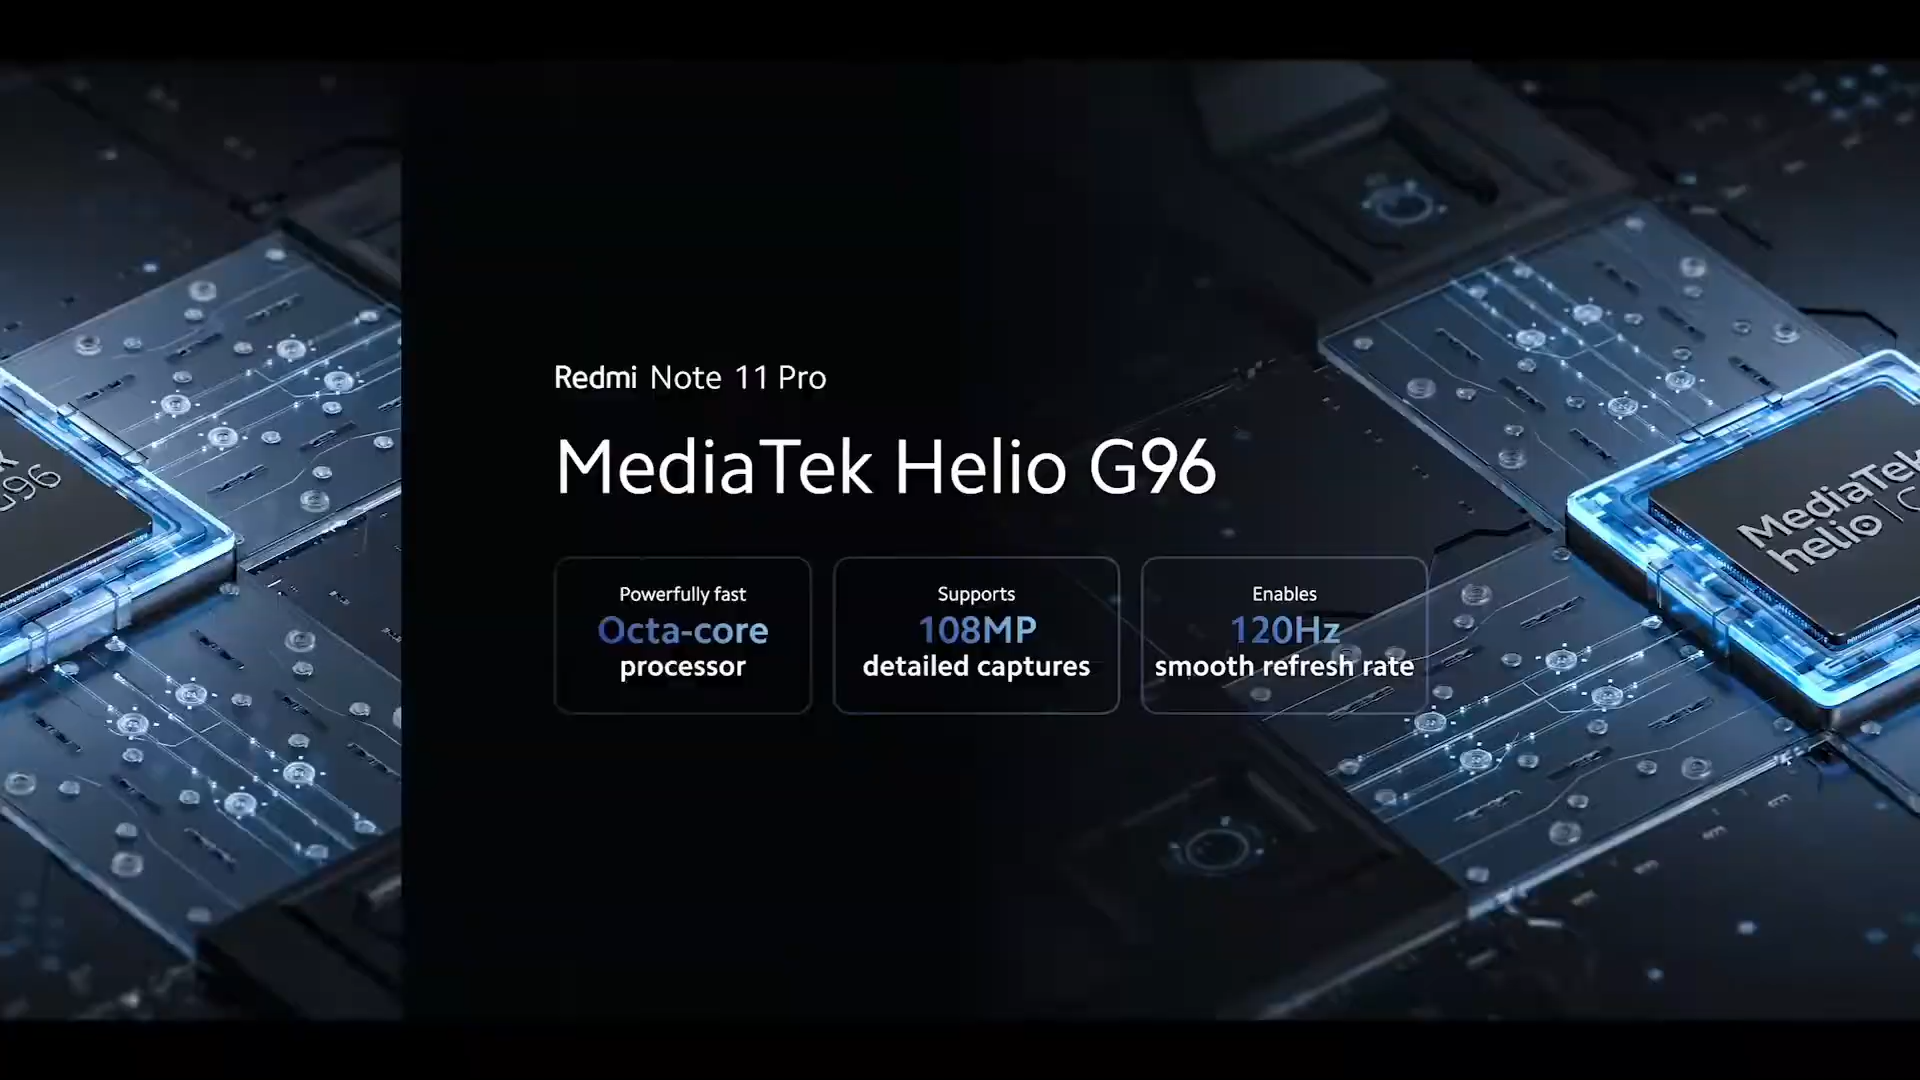 Redmi Note 11 Pro
MediaTek Helio G96
Powerfully fast
Octa-core
processor
Supports
108MP
detailed captures
Enables
120Hz
smooth refresh rate
G96
MediaTek
helio